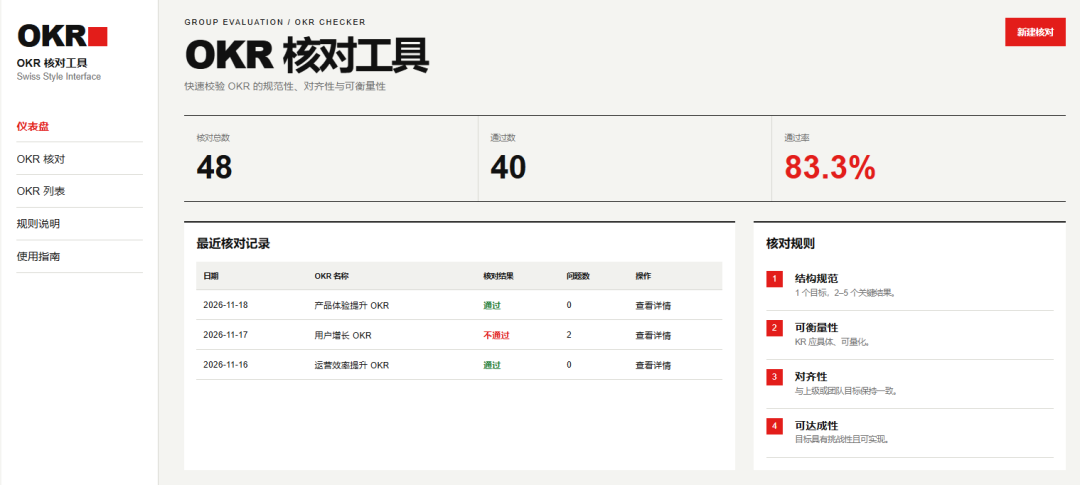 OKR
OKR 核对工具
Swiss Style Interface
仪表盘
OKR 核对
OKR 列表
规则说明
使用指南
GROUP EVALUATION / OKR CHECKER
OKR 核对工具
快速校验 OKR 的规范性、对齐性与可衡量性
新建核对
核对总数
48
通过数
40
通过率
83.3%
最近核对记录
日期 OKR 名称 核对结果 问题数 操作
2026-11-18 产品体验提升 OKR 通过 0 查看详情
2026-11-17 用户增长 OKR 不通过 2 查看详情
2026-11-16 运营效率提升 OKR 通过 0 查看详情
核对规则
1 结构规范
1 个目标、2–5 个关键结果。
2 可衡量性
KR 应具体、可量化。
3 对齐性
与上级或团队目标保持一致。
4 可达成性
目标具有挑战性且可实现。